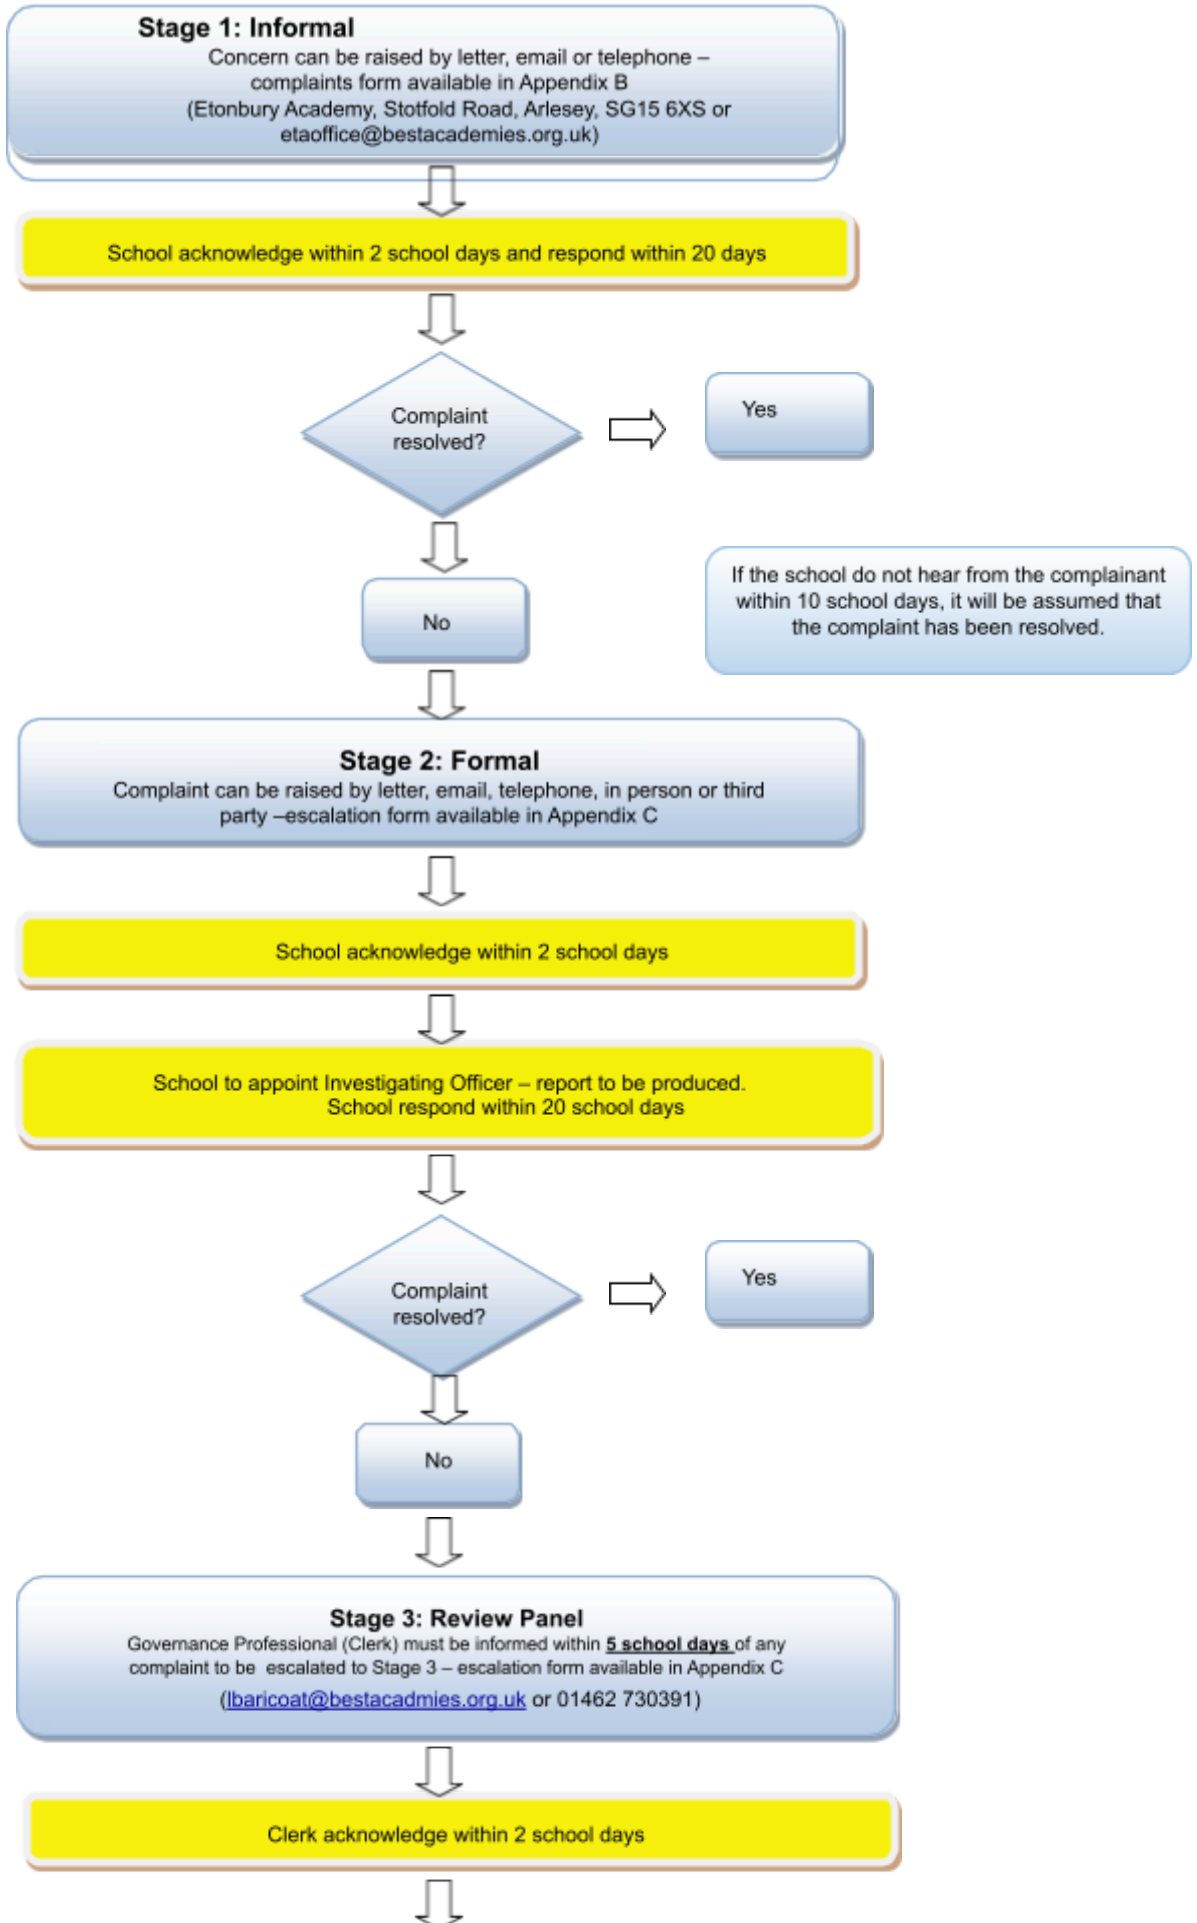 Stage 1: Informal
Concern can be raised by letter, email or telephone –
complaints form available in Appendix B
(Etonbury Academy, Stotfold Road, Arlesey, SG15 6XS or
etaoffice@bestacademies.org.uk)
School acknowledge within 2 school days and respond within 20 days
Complaint
resolved?
Yes
No
If the school do not hear from the complainant
within 10 school days, it will be assumed that
the complaint has been resolved.
Stage 2: Formal
Complaint can be raised by letter, email, telephone, in person or third
party –escalation form available in Appendix C
School acknowledge within 2 school days
School to appoint Investigating Officer – report to be produced.
School respond within 20 school days
Complaint
resolved?
Yes
No
Stage 3: Review Panel
Governance Professional (Clerk) must be informed within 5 school days of any
complaint to be escalated to Stage 3 – escalation form available in Appendix C
(lbaricoat@bestacadmies.org.uk or 01462 730391)
Clerk acknowledge within 2 school days